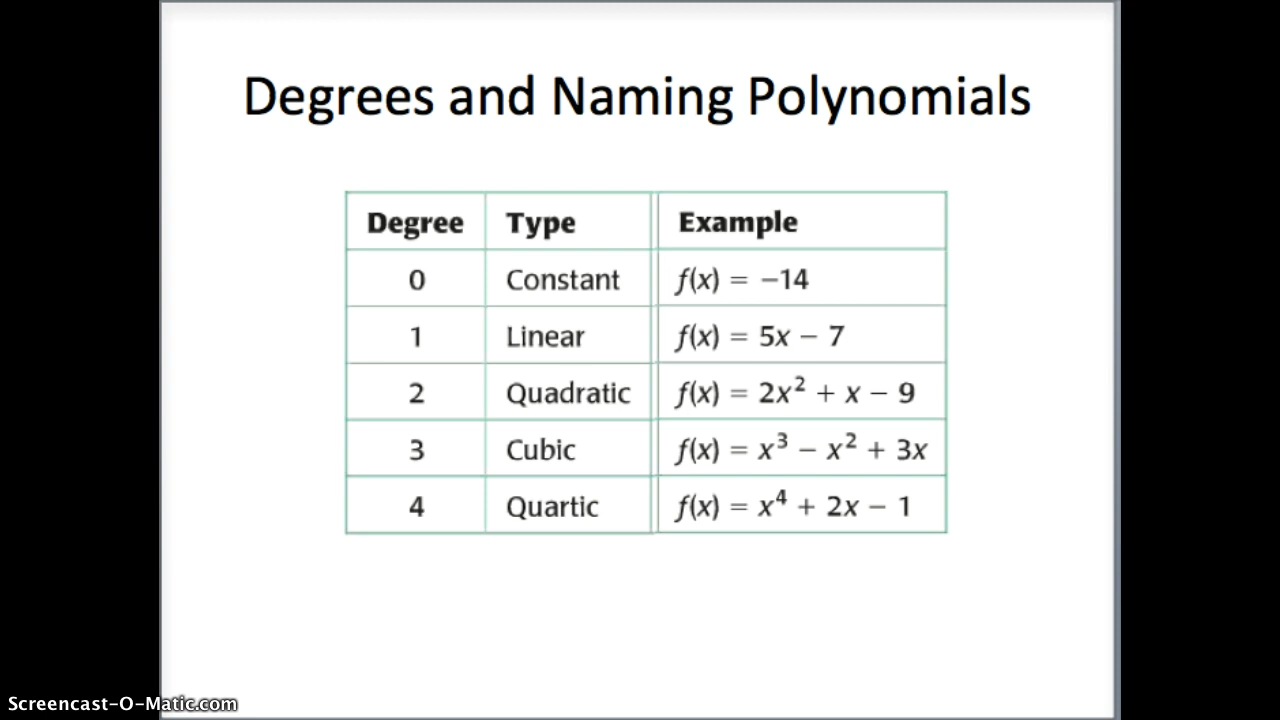 Degrees and Naming Polynomials
Degree Type Example
0 Constant f(x) = −14
1 Linear f(x) = 5x − 7
2 Quadratic f(x) = 2x² + x − 9
3 Cubic f(x) = x³ − x² + 3x
4 Quartic f(x) = x⁴ + 2x − 1
Screencast-O-Matic.com